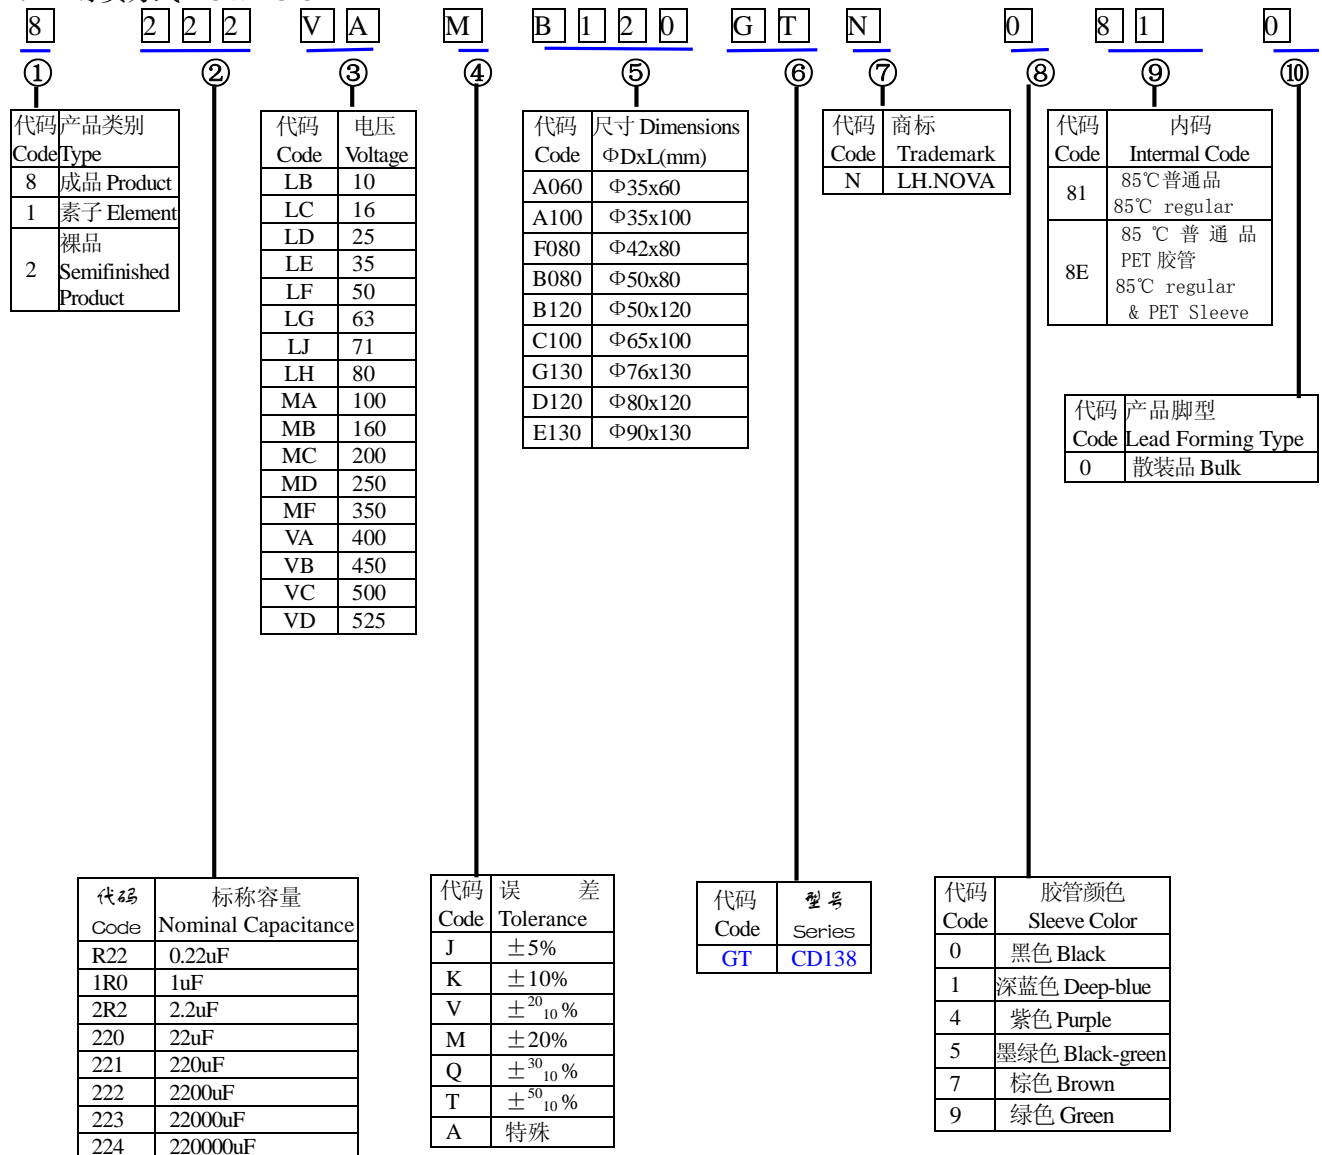 8 2 2 2 V A M B 1 2 0 G T N 0 8 1 0
① ② ③ ④ ⑤ ⑥ ⑦ ⑧ ⑨ ⑩
代码 产品类别
Code Type
8 成品 Product
1 素子 Element
2 裸品
Semifinished
Product
代码 电压
Code Voltage
LB 10
LC 16
LD 25
LE 35
LF 50
LG 63
LJ 71
LH 80
MA 100
MB 160
MC 200
MD 250
MF 350
VA 400
VB 450
VC 500
VD 525
代码 尺寸 Dimensions
Code ΦDxL(mm)
A060 Φ35x60
A100 Φ35x100
F080 Φ42x80
B080 Φ50x80
B120 Φ50x120
C100 Φ65x100
G130 Φ76x130
D120 Φ80x120
E130 Φ90x130
代码 商标
Code Trademark
N LH.NOVA
代码 内码
Code Intermal Code
81 85℃普通品
85℃ regular
8E 85 ℃ 普 通 品
PET 胶管
85℃ regular
& PET Sleeve
代码 产品脚型
Code Lead Forming Type
0 散装品 Bulk
代码 标称容量
Code Nominal Capacitance
R22 0.22uF
1R0 1uF
2R2 2.2uF
220 22uF
221 220uF
222 2200uF
223 22000uF
224 220000uF
代码 误 差
Code Tolerance
J ±5%
K ±10%
V ±²⁰₁₀%
M ±20%
Q ±³⁰₁₀%
T ±⁵⁰₁₀%
A 特殊
代码 型号
Code Series
GT CD138
代码 胶管颜色
Code Sleeve Color
0 黑色 Black
1 深蓝色 Deep-blue
4 紫色 Purple
5 墨绿色 Black-green
7 棕色 Brown
9 绿色 Green